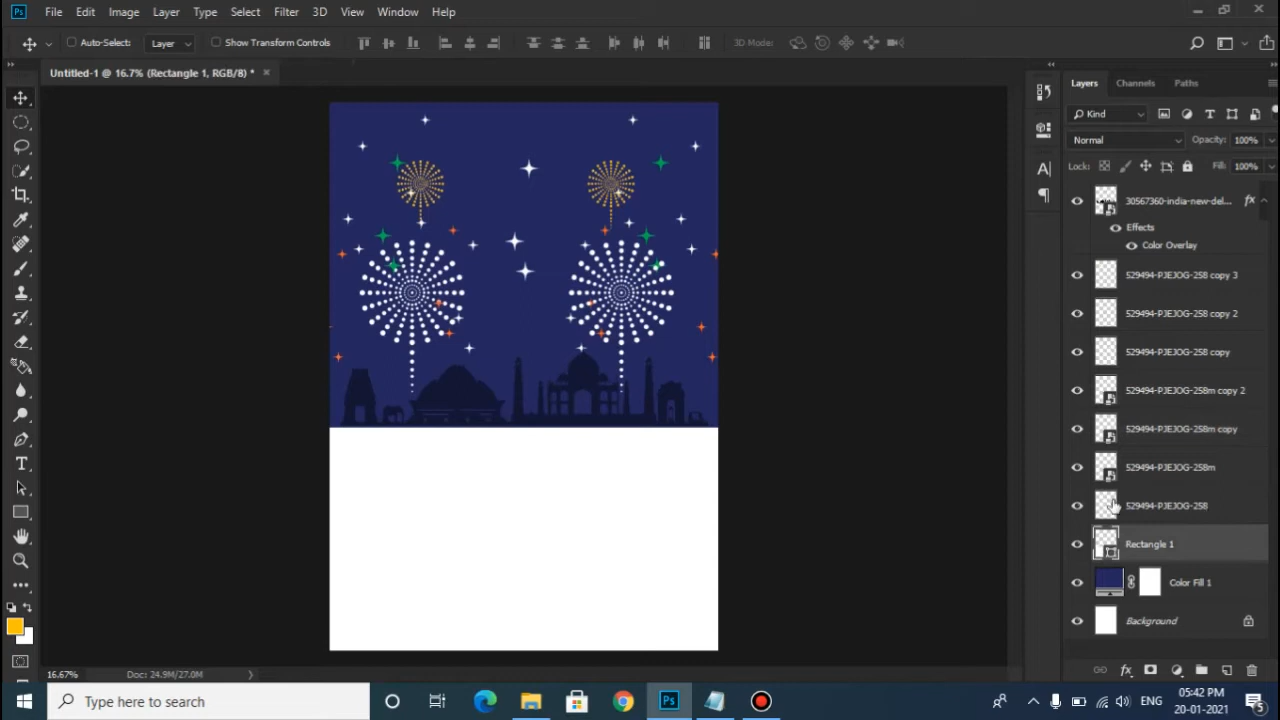 Ps File Edit Image Layer Type Select Filter 3D View Window Help
Auto-Select: Layer Show Transform Controls 3D Mode:
Untitled-1 @ 16.7% (Rectangle 1, RGB/8) *
Layers Channels Paths
Kind
Normal Opacity: 100%
Lock: Fill: 100%
30567360-india-new-del... fx
Effects
Color Overlay
529494-PJEJOG-258 copy 3
529494-PJEJOG-258 copy 2
529494-PJEJOG-258 copy
529494-PJEJOG-258m copy 2
529494-PJEJOG-258m copy
529494-PJEJOG-258m
529494-PJEJOG-258
Rectangle 1
Color Fill 1
Background
16.67% Doc: 24.9M/27.0M
fx
Type here to search
Ps
ENG
05:42 PM
20-01-2021
5